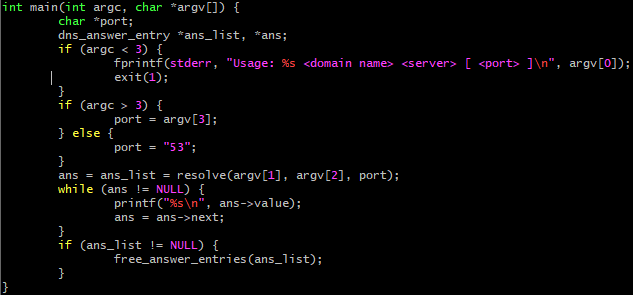 int main(int argc, char *argv[]) {
        char *port;
        dns_answer_entry *ans_list, *ans;
        if (argc < 3) {
                fprintf(stderr, "Usage: %s <domain name> <server> [ <port> ]\n", argv[0]);
                exit(1);
        }
        if (argc > 3) {
                port = argv[3];
        } else {
                port = "53";
        }
        ans = ans_list = resolve(argv[1], argv[2], port);
        while (ans != NULL) {
                printf("%s\n", ans->value);
                ans = ans->next;
        }
        if (ans_list != NULL) {
                free_answer_entries(ans_list);
        }
}